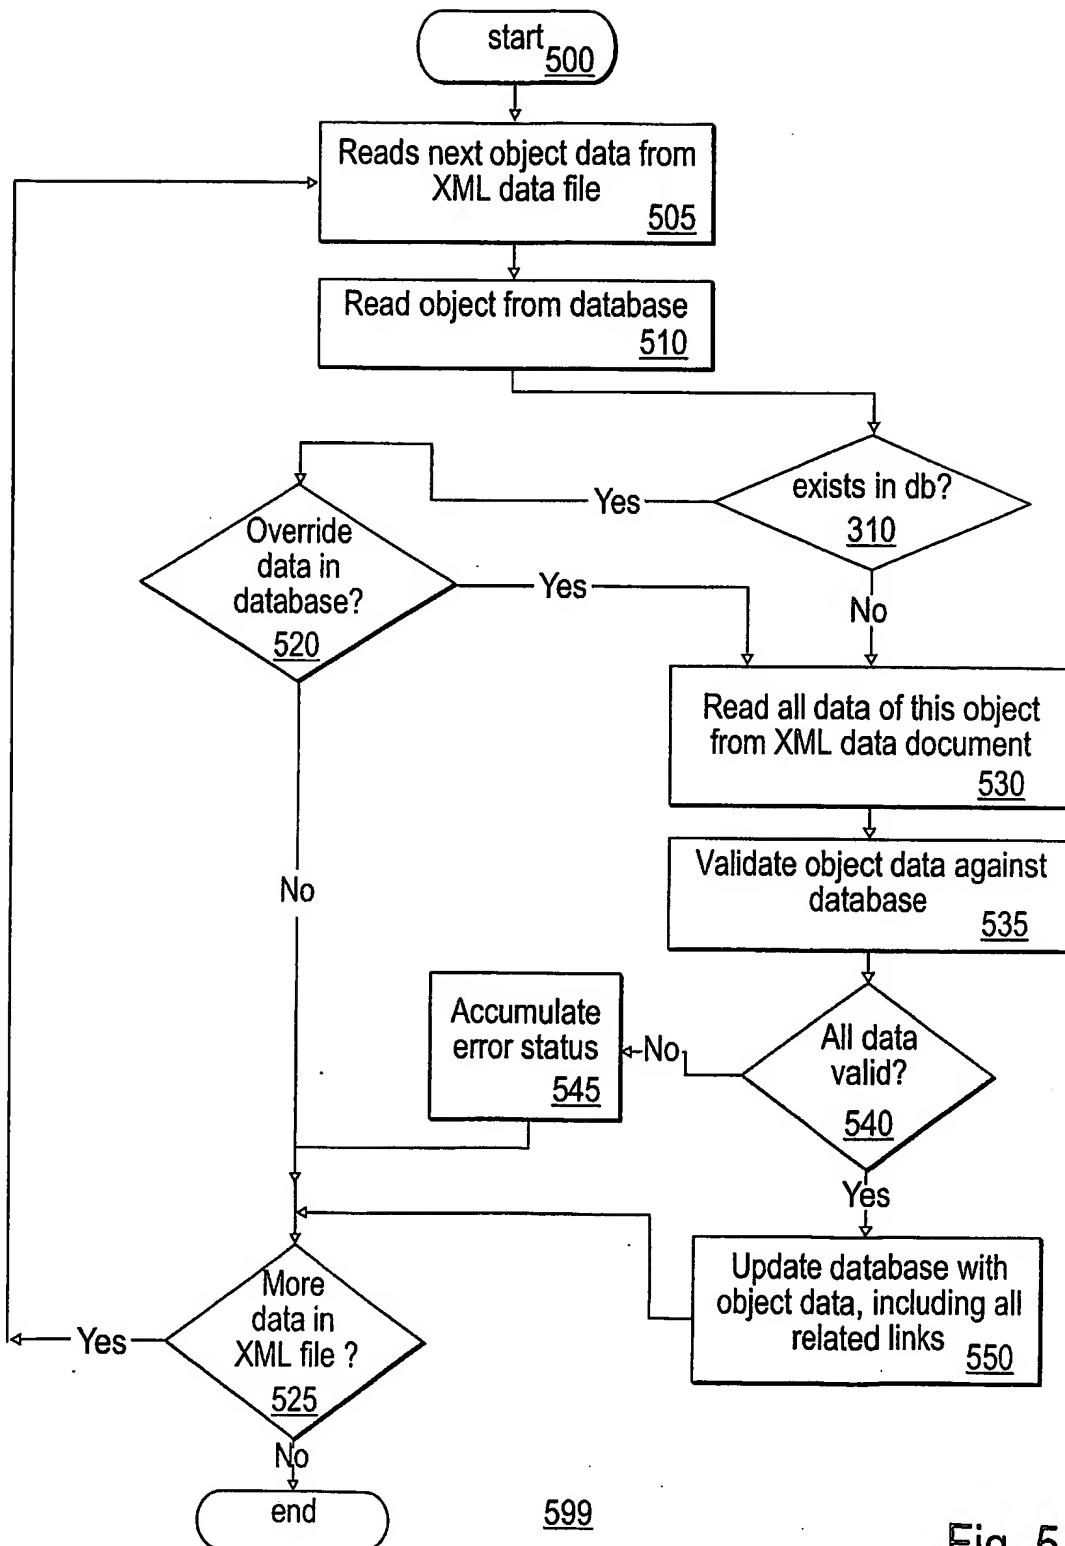 start
500
Reads next object data from
XML data file
505
Read object from database
510
exists in db?
310
Yes
No
Override
data in
database?
520
Yes
No
Read all data of this object
from XML data document
530
Validate object data against
database
535
All data
valid?
540
No
Accumulate
error status
545
Yes
Update database with
object data, including all
related links
550
More
data in
XML file ?
525
Yes
No
end
599
Fig. 5